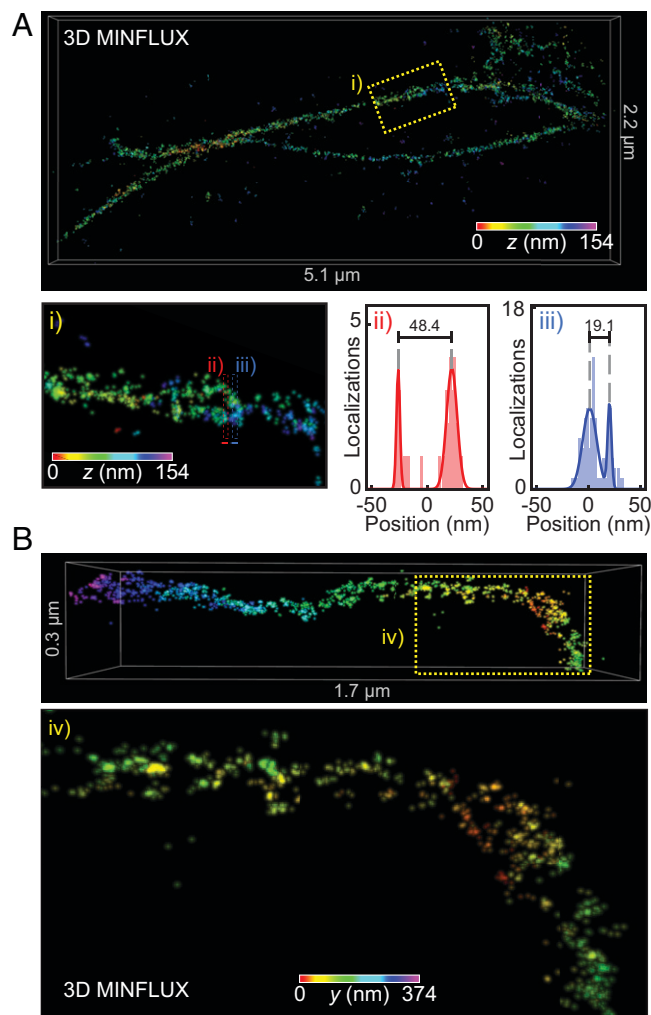 A
3D MINFLUX
i)
2.2 µm
0 z (nm) 154
5.1 µm
i)
ii) iii)
0 z (nm) 154
ii)
48.4
5
0
Localizations
-50 0 50
Position (nm)
iii)
19.1
18
0
Localizations
-50 0 50
Position (nm)
B
iv)
0.3 µm
1.7 µm
iv)
3D MINFLUX
0 y (nm) 374